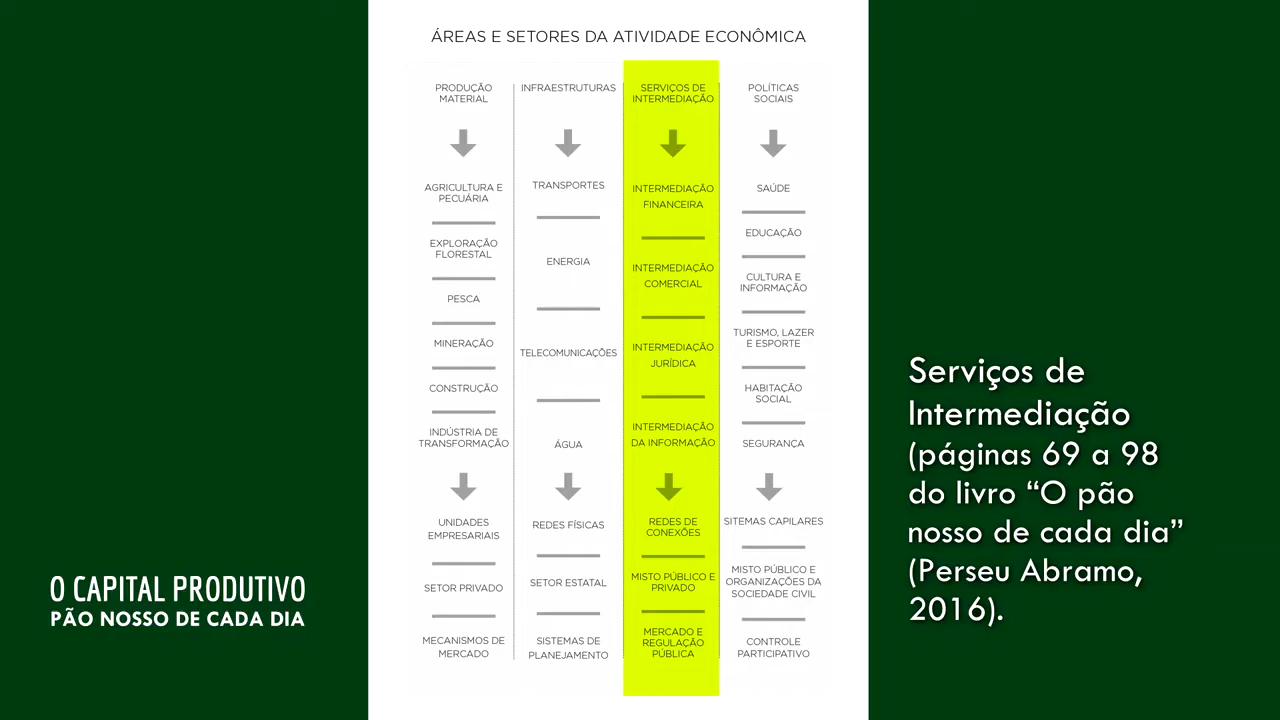 ÁREAS E SETORES DA ATIVIDADE ECONÔMICA
PRODUÇÃO
MATERIAL
AGRICULTURA E
PECUÁRIA
EXPLORAÇÃO
FLORESTAL
PESCA
MINERAÇÃO
CONSTRUÇÃO
INDÚSTRIA DE
TRANSFORMAÇÃO
UNIDADES
EMPRESARIAIS
SETOR PRIVADO
MECANISMOS DE
MERCADO
INFRAESTRUTURAS
TRANSPORTES
ENERGIA
TELECOMUNICAÇÕES
ÁGUA
REDES FÍSICAS
SETOR ESTATAL
SISTEMAS DE
PLANEJAMENTO
SERVIÇOS DE
INTERMEDIAÇÃO
INTERMEDIAÇÃO
FINANCEIRA
INTERMEDIAÇÃO
COMERCIAL
INTERMEDIAÇÃO
JURÍDICA
INTERMEDIAÇÃO
DA INFORMAÇÃO
REDES DE
CONEXÕES
MISTO PÚBLICO E
PRIVADO
MERCADO E
REGULAÇÃO
PÚBLICA
POLÍTICAS
SOCIAIS
SAÚDE
EDUCAÇÃO
CULTURA E
INFORMAÇÃO
TURISMO, LAZER
E ESPORTE
HABITAÇÃO
SOCIAL
SEGURANÇA
SITEMAS CAPILARES
MISTO PÚBLICO E
ORGANIZAÇÕES DA
SOCIEDADE CIVIL
CONTROLE
PARTICIPATIVO
Serviços de
Intermediação
(páginas 69 a 98
do livro “O pão
nosso de cada dia”
(Perseu Abramo,
2016).
O CAPITAL PRODUTIVO
PÃO NOSSO DE CADA DIA